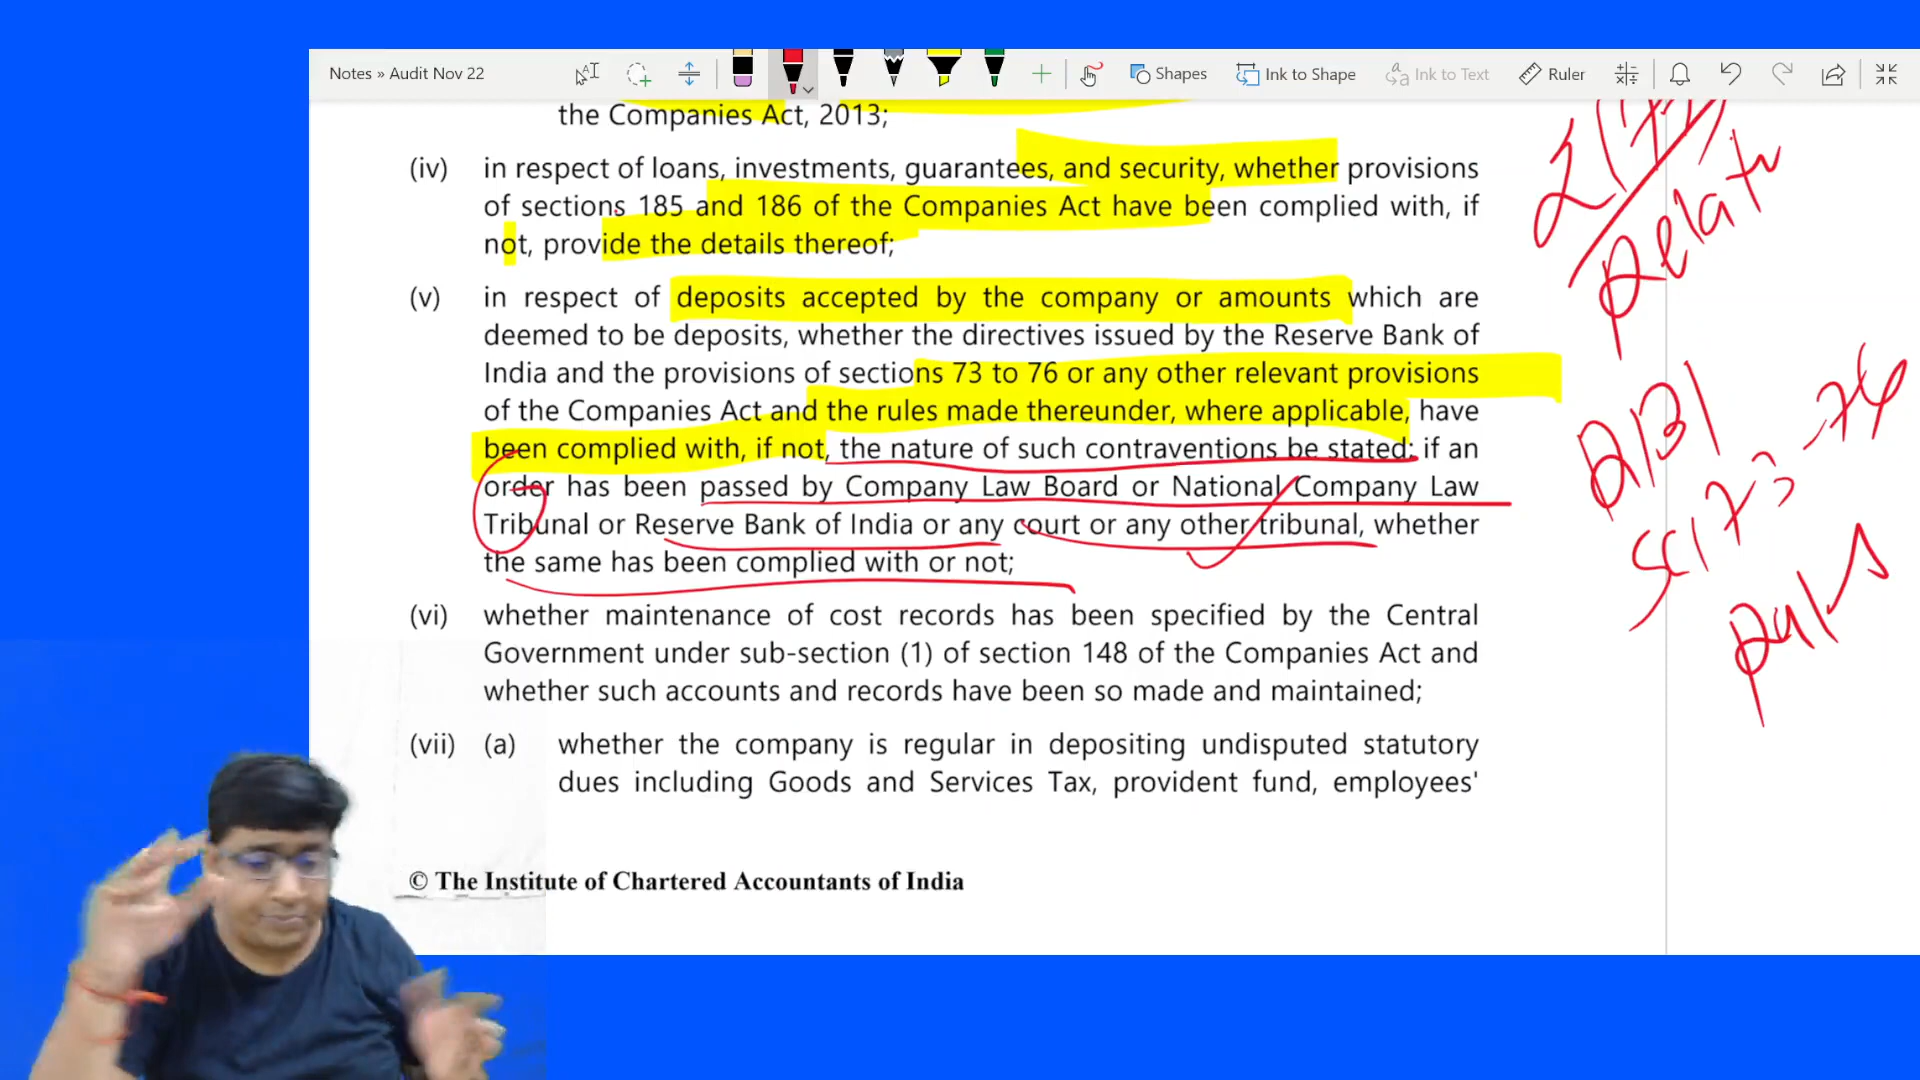 Notes » Audit Nov 22
Shapes
Ink to Shape
Ink to Text
Ruler
the Companies Act, 2013;
(iv) in respect of loans, investments, guarantees, and security, whether provisions
of sections 185 and 186 of the Companies Act have been complied with, if
not, provide the details thereof;
(v) in respect of deposits accepted by the company or amounts which are
deemed to be deposits, whether the directives issued by the Reserve Bank of
India and the provisions of sections 73 to 76 or any other relevant provisions
of the Companies Act and the rules made thereunder, where applicable, have
been complied with, if not, the nature of such contraventions be stated; if an
order has been passed by Company Law Board or National Company Law
Tribunal or Reserve Bank of India or any court or any other tribunal, whether
the same has been complied with or not;
(vi) whether maintenance of cost records has been specified by the Central
Government under sub-section (1) of section 148 of the Companies Act and
whether such accounts and records have been so made and maintained;
(vii) (a) whether the company is regular in depositing undisputed statutory
dues including Goods and Services Tax, provident fund, employees'
© The Institute of Chartered Accountants of India
Relatv
RBI
73 - 76
Rules